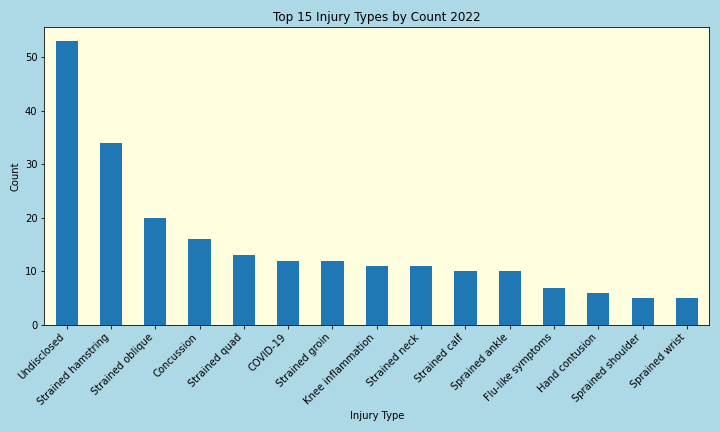 Top 15 Injury Types by Count 2022
Count
50
40
30
20
10
0
Undisclosed
Strained hamstring
Strained oblique
Concussion
Strained quad
COVID-19
Strained groin
Knee inflammation
Strained neck
Strained calf
Sprained ankle
Flu-like symptoms
Hand contusion
Sprained shoulder
Sprained wrist
Injury Type